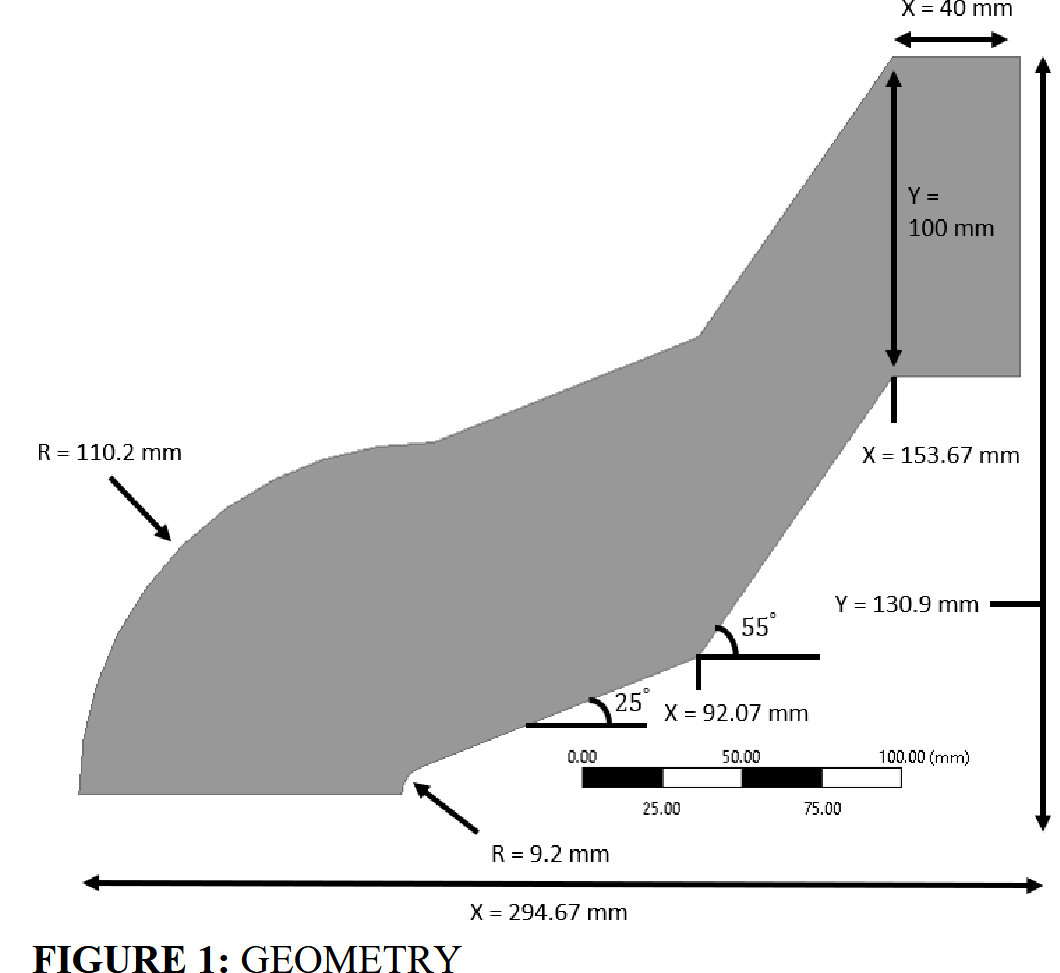 X = 40 mm
Y =
100 mm
R = 110.2 mm
X = 153.67 mm
Y = 130.9 mm
55°
25°
X = 92.07 mm
0.00 50.00 100.00 (mm)
25.00 75.00
R = 9.2 mm
X = 294.67 mm
FIGURE 1: GEOMETRY